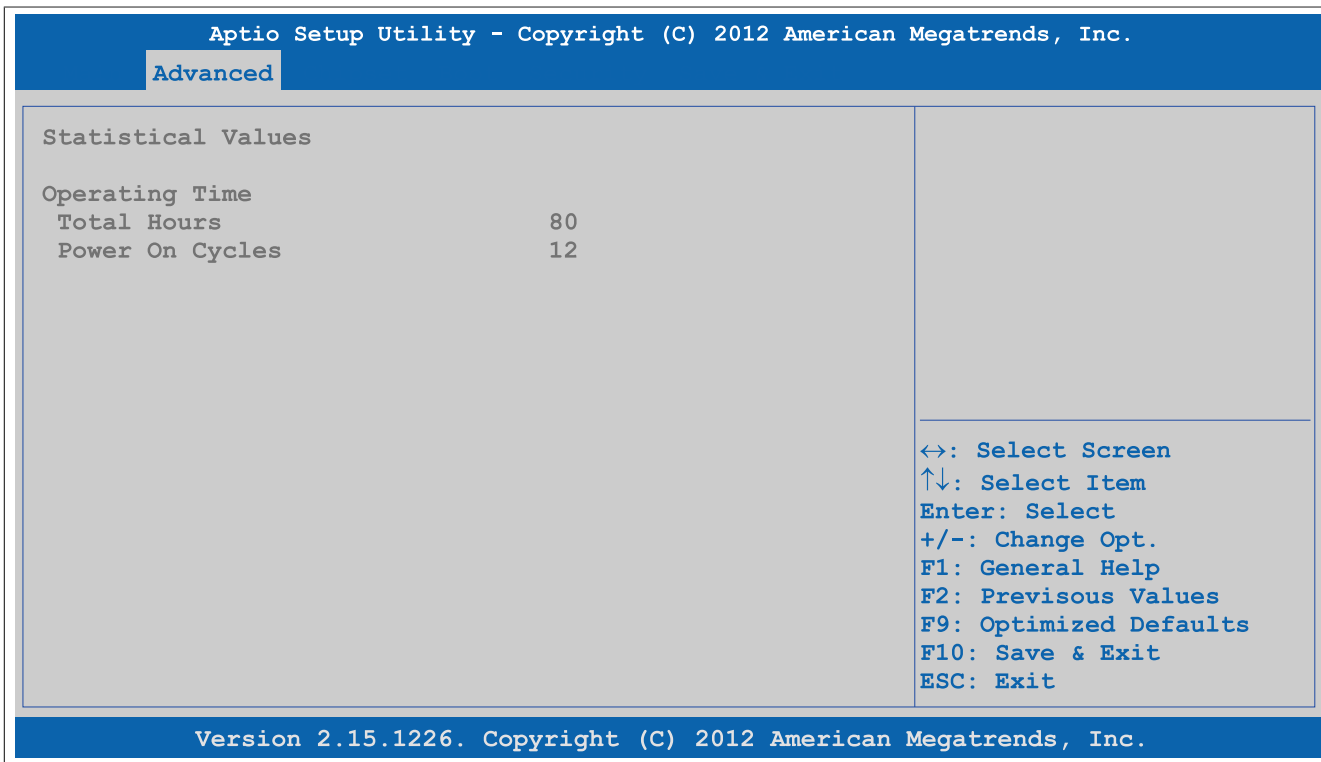 Aptio Setup Utility - Copyright (C) 2012 American Megatrends, Inc.
Advanced
Statistical Values
Operating Time
Total Hours 80
Power On Cycles 12
↔: Select Screen
↑↓: Select Item
Enter: Select
+/-: Change Opt.
F1: General Help
F2: Previsous Values
F9: Optimized Defaults
F10: Save & Exit
ESC: Exit
Version 2.15.1226. Copyright (C) 2012 American Megatrends, Inc.